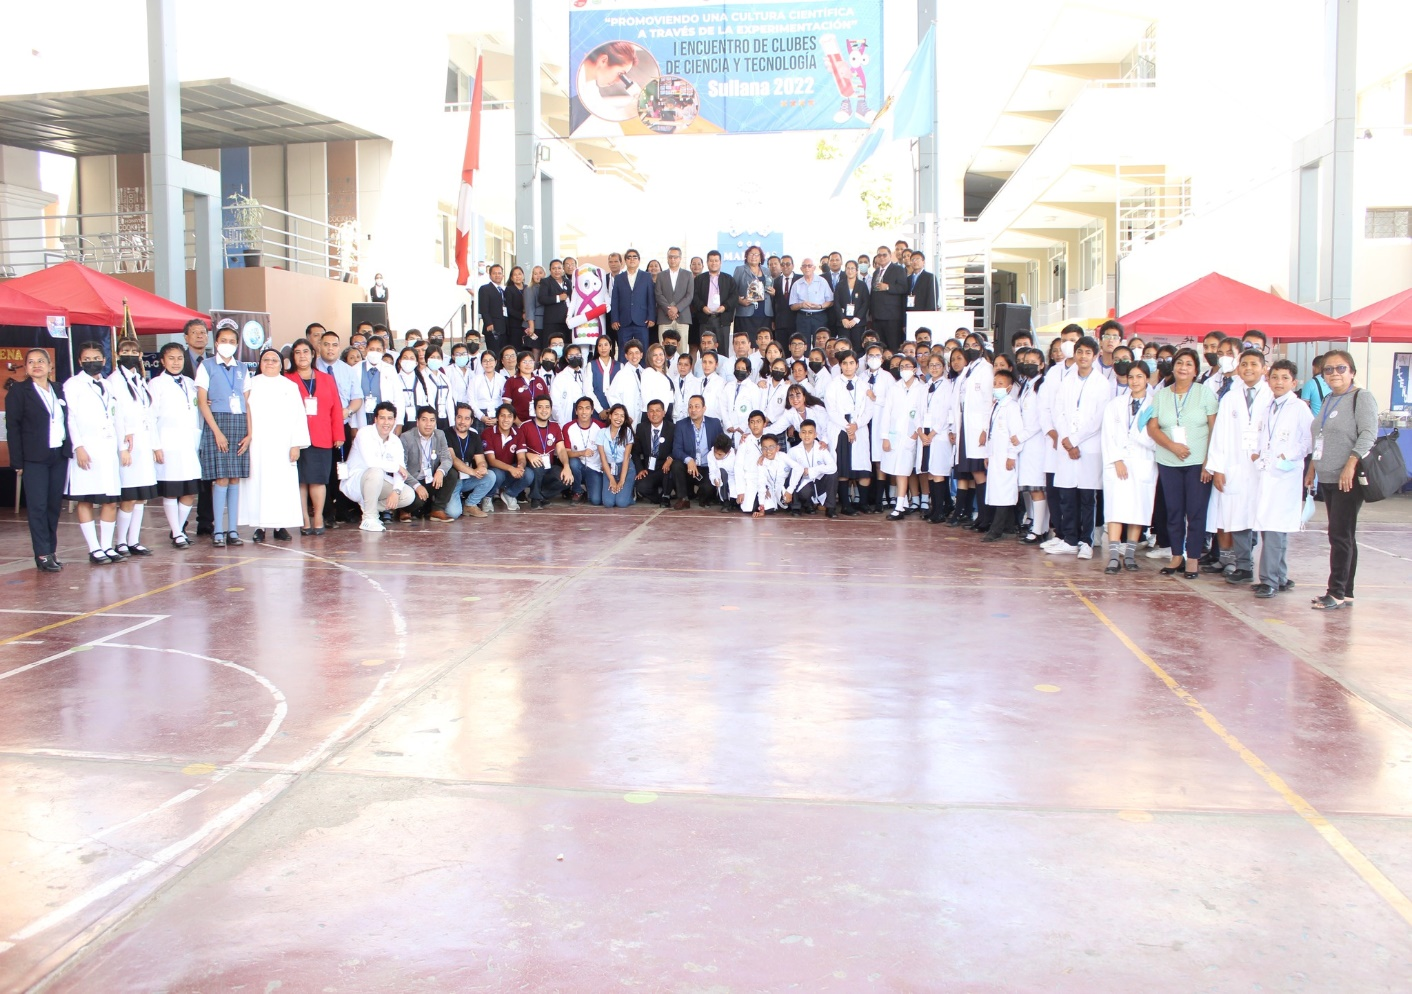 “PROMOVIENDO UNA CULTURA CIENTÍFICA
A TRAVÉS DE LA EXPERIMENTACIÓN”
I ENCUENTRO DE CLUBES
DE CIENCIA Y TECNOLOGÍA
Sullana 2022